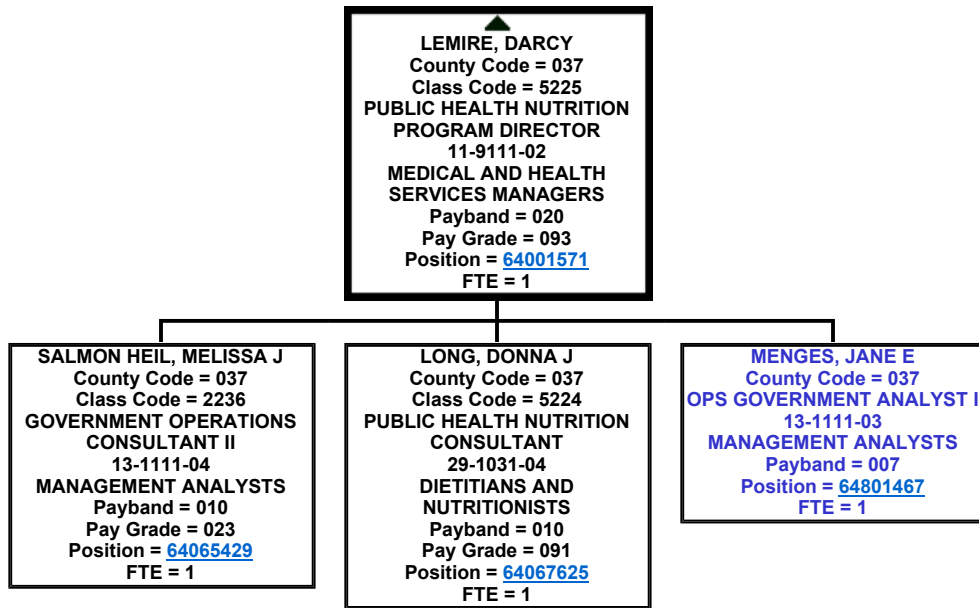 LEMIRE, DARCY
County Code = 037
Class Code = 5225
PUBLIC HEALTH NUTRITION
PROGRAM DIRECTOR
11-9111-02
MEDICAL AND HEALTH
SERVICES MANAGERS
Payband = 020
Pay Grade = 093
Position = 64001571
FTE = 1
SALMON HEIL, MELISSA J
County Code = 037
Class Code = 2236
GOVERNMENT OPERATIONS
CONSULTANT II
13-1111-04
MANAGEMENT ANALYSTS
Payband = 010
Pay Grade = 023
Position = 64065429
FTE = 1
LONG, DONNA J
County Code = 037
Class Code = 5224
PUBLIC HEALTH NUTRITION
CONSULTANT
29-1031-04
DIETITIANS AND
NUTRITIONISTS
Payband = 010
Pay Grade = 091
Position = 64067625
FTE = 1
MENGES, JANE E
County Code = 037
OPS GOVERNMENT ANALYST I
13-1111-03
MANAGEMENT ANALYSTS
Payband = 007
Position = 64801467
FTE = 1